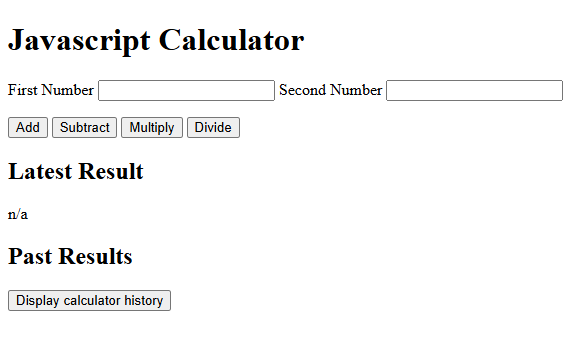 Javascript Calculator
First Number Second Number
Add Subtract Multiply Divide
Latest Result
n/a
Past Results
Display calculator history